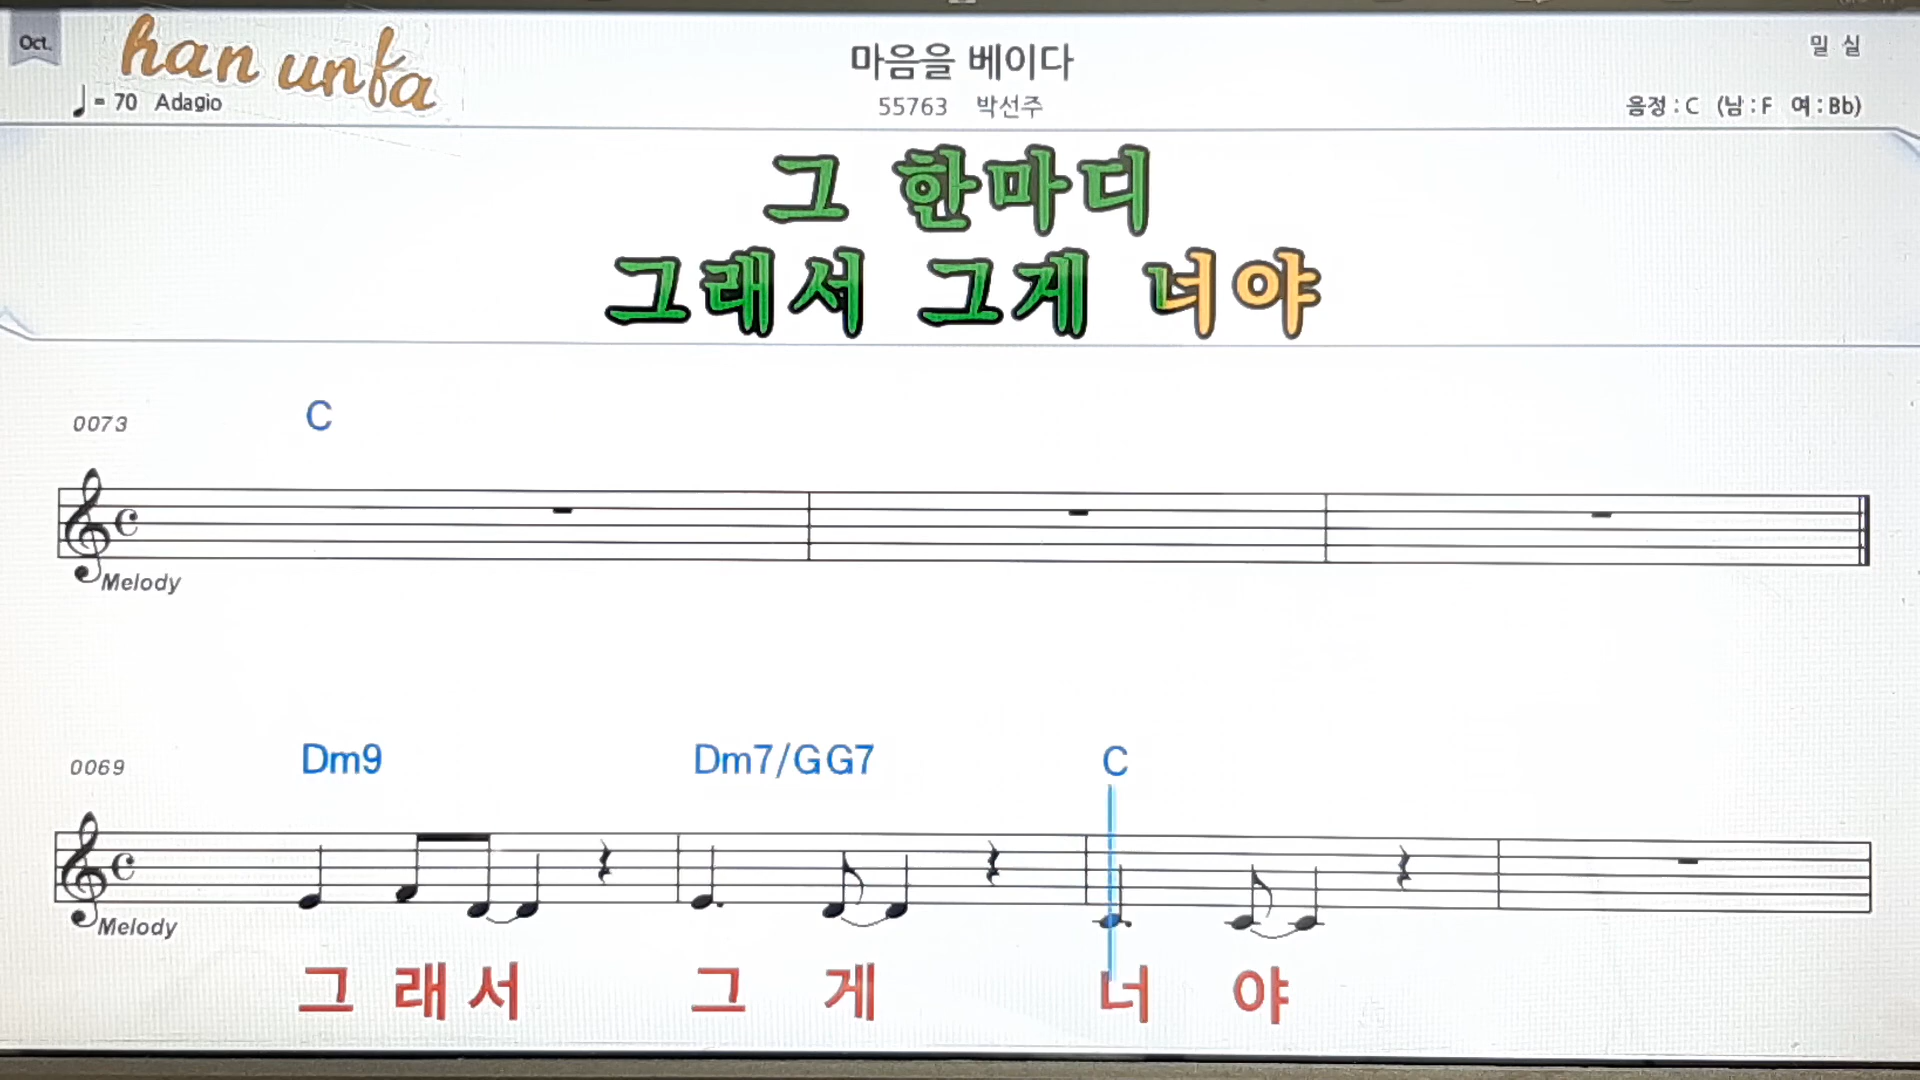 Oct.
han unfa
마음을 베이다
밀 실
♩= 70 Adagio
55763 박선주
음정 : C (남 : F 여 : Bb)
그 한마디
그래서 그게 너야
0073
C
Melody
0069
Dm9 Dm7/GG7 C
Melody
그 래 서 그 게 너 야